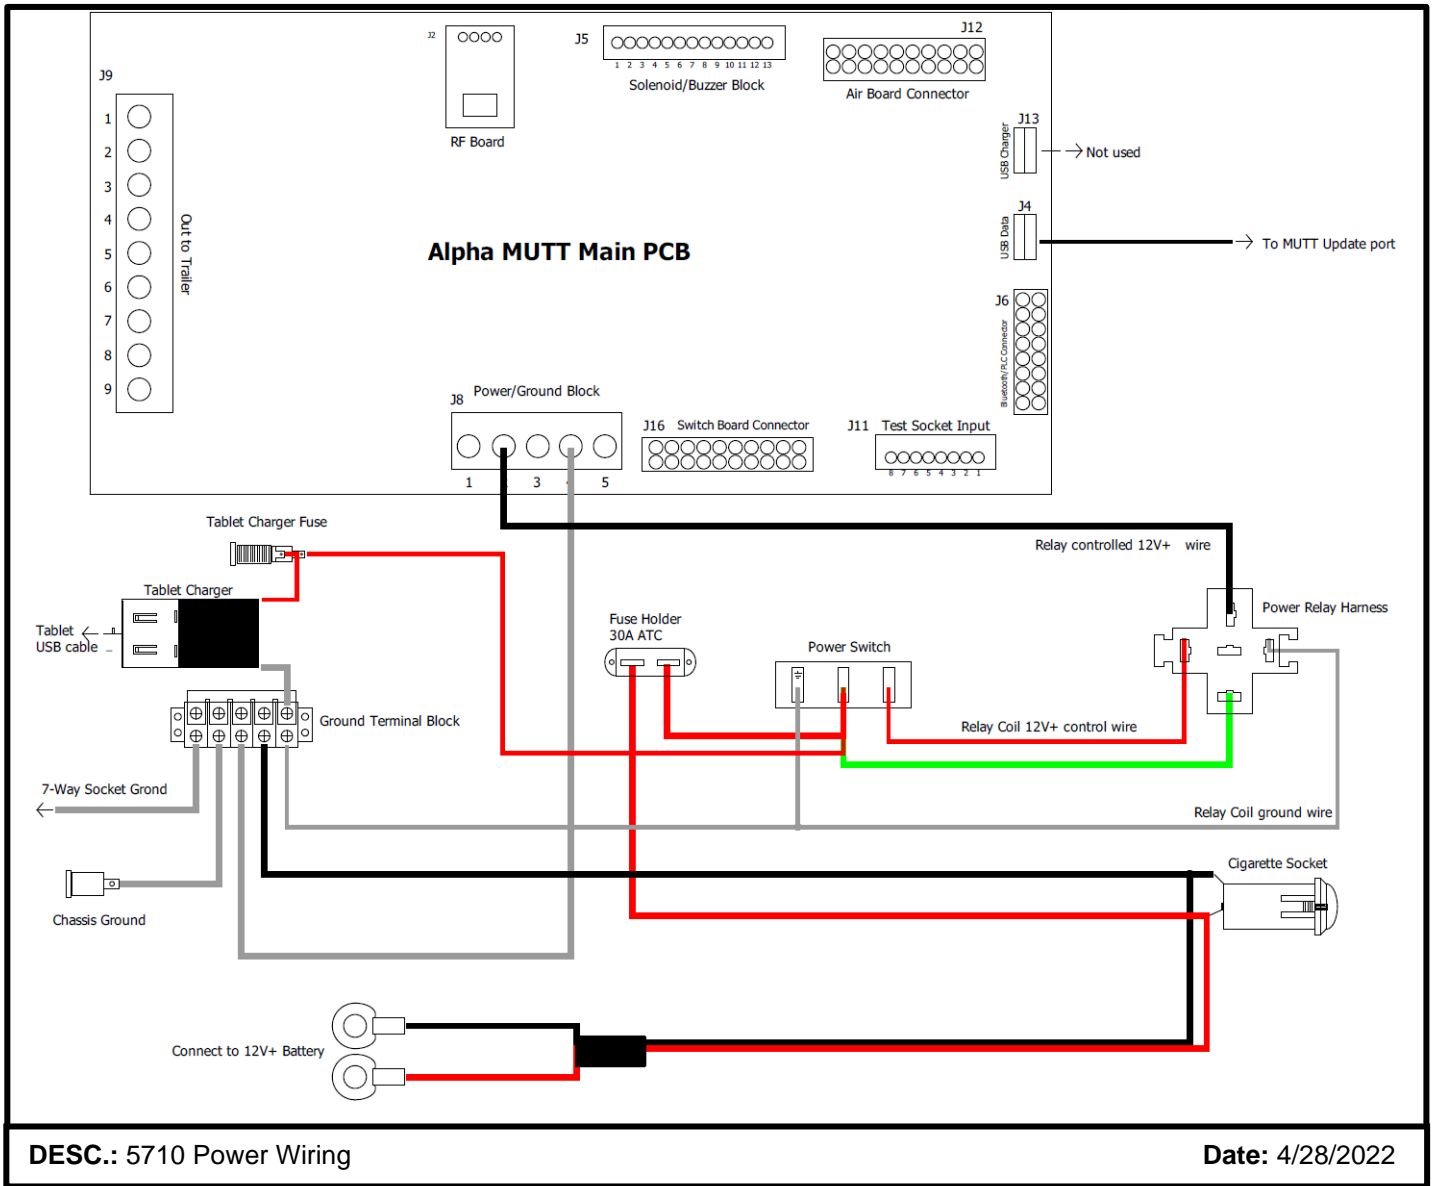 J2
J5
1 2 3 4 5 6 7 8 9 10 11 12 13
Solenoid/Buzzer Block
J12
Air Board Connector
RF Board
J9
1
2
3
4
5
6
7
8
9
Out to Trailer
J13
USB Charger
Not used
J4
USB Data
To MUTT Update port
Alpha MUTT Main PCB
J6
Bluetooth/PLC Connector
J8
Power/Ground Block
1 3 5
J16 Switch Board Connector
J11 Test Socket Input
8 7 6 5 4 3 2 1
Tablet Charger Fuse
Relay controlled 12V+ wire
Tablet Charger
Tablet
USB cable
Fuse Holder
30A ATC
Power Switch
Power Relay Harness
Ground Terminal Block
Relay Coil 12V+ control wire
7-Way Socket Grond
Relay Coil ground wire
Chassis Ground
Cigarette Socket
Connect to 12V+ Battery
DESC.: 5710 Power Wiring
Date: 4/28/2022